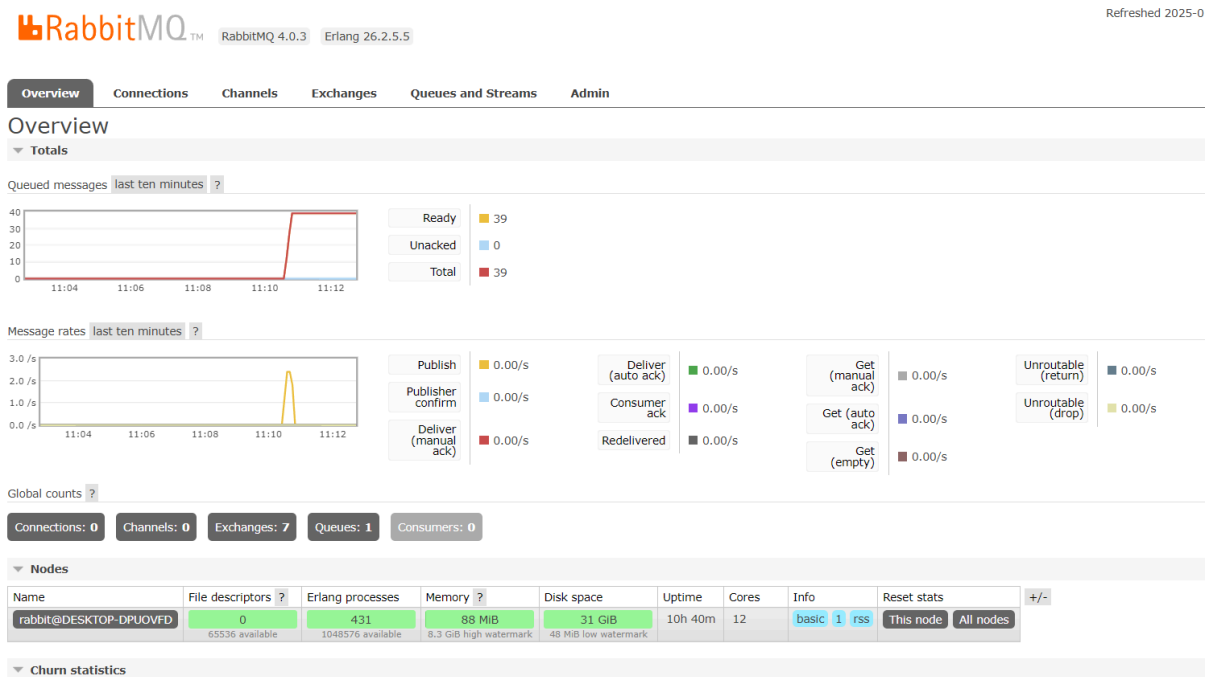 Refreshed 2025-0
RabbitMQ TM RabbitMQ 4.0.3 Erlang 26.2.5.5
Overview Connections Channels Exchanges Queues and Streams Admin
Overview
Totals
Queued messages last ten minutes ?
40
30
20
10
0
11:04 11:06 11:08 11:10 11:12
Ready 39
Unacked 0
Total 39
Message rates last ten minutes ?
3.0 /s
2.0 /s
1.0 /s
0.0 /s
11:04 11:06 11:08 11:10 11:12
Publish 0.00/s
Publisher
confirm 0.00/s
Deliver
(manual
ack) 0.00/s
Deliver
(auto ack) 0.00/s
Consumer
ack 0.00/s
Redelivered 0.00/s
Get
(manual
ack) 0.00/s
Get (auto
ack) 0.00/s
Get
(empty) 0.00/s
Unroutable
(return) 0.00/s
Unroutable
(drop) 0.00/s
Global counts ?
Connections: 0 Channels: 0 Exchanges: 7 Queues: 1 Consumers: 0
Nodes
Name File descriptors ? Erlang processes Memory ? Disk space Uptime Cores Info Reset stats +/-
rabbit@DESKTOP-DPUOVFD 0 431 88 MiB 31 GiB 10h 40m 12 basic 1 rss This node All nodes
65536 available 1048576 available 8.3 GiB high watermark 48 MiB low watermark
Churn statistics